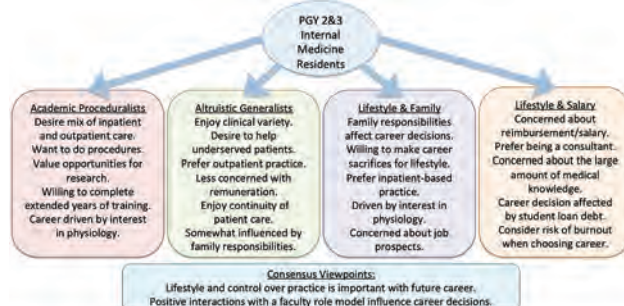 PGY 2&3
Internal
Medicine
Residents
Academic Proceduralists
Desire mix of inpatient
and outpatient care.
Want to do procedures.
Value opportunities for
research.
Willing to complete
extended years of training.
Career driven by interest
in physiology.
Altruistic Generalists
Enjoy clinical variety.
Desire to help
underserved patients.
Prefer outpatient practice.
Less concerned with
remuneration.
Enjoy continuity of
patient care.
Somewhat influenced by
family responsibilities.
Lifestyle & Family
Family responsibilities
affect career decisions.
Willing to make career
sacrifices for lifestyle.
Prefer inpatient-based
practice.
Driven by interest in
physiology.
Concerned about job
prospects.
Lifestyle & Salary
Concerned about
reimbursement/salary.
Prefer being a consultant.
Concerned about the large
amount of medical
knowledge.
Career decision affected
by student loan debt.
Consider risk of burnout
when choosing career.
Consensus Viewpoints:
Lifestyle and control over practice is important with future career.
Positive interactions with a faculty role model influence career decisions.